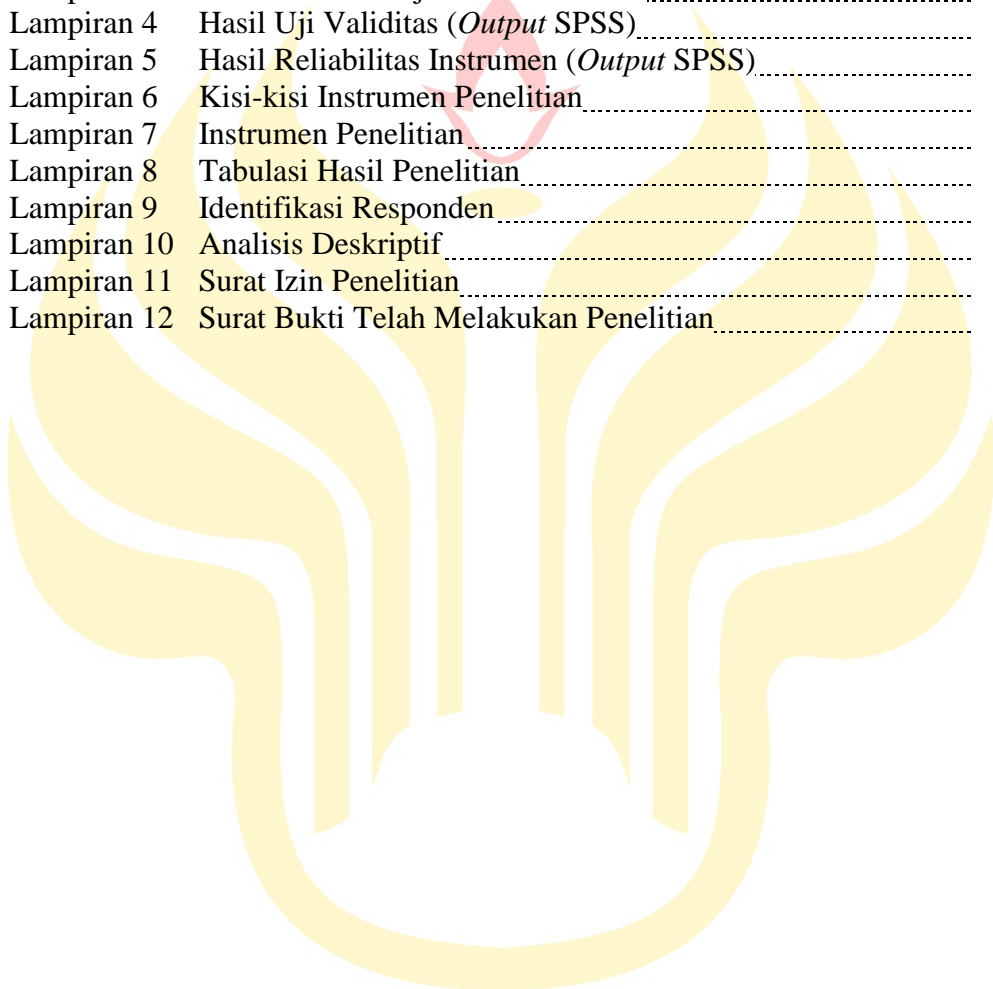 Lampiran 4 Hasil Uji Validitas (Output SPSS)
Lampiran 5 Hasil Reliabilitas Instrumen (Output SPSS)
Lampiran 6 Kisi-kisi Instrumen Penelitian
Lampiran 7 Instrumen Penelitian
Lampiran 8 Tabulasi Hasil Penelitian
Lampiran 9 Identifikasi Responden
Lampiran 10 Analisis Deskriptif
Lampiran 11 Surat Izin Penelitian
Lampiran 12 Surat Bukti Telah Melakukan Penelitian